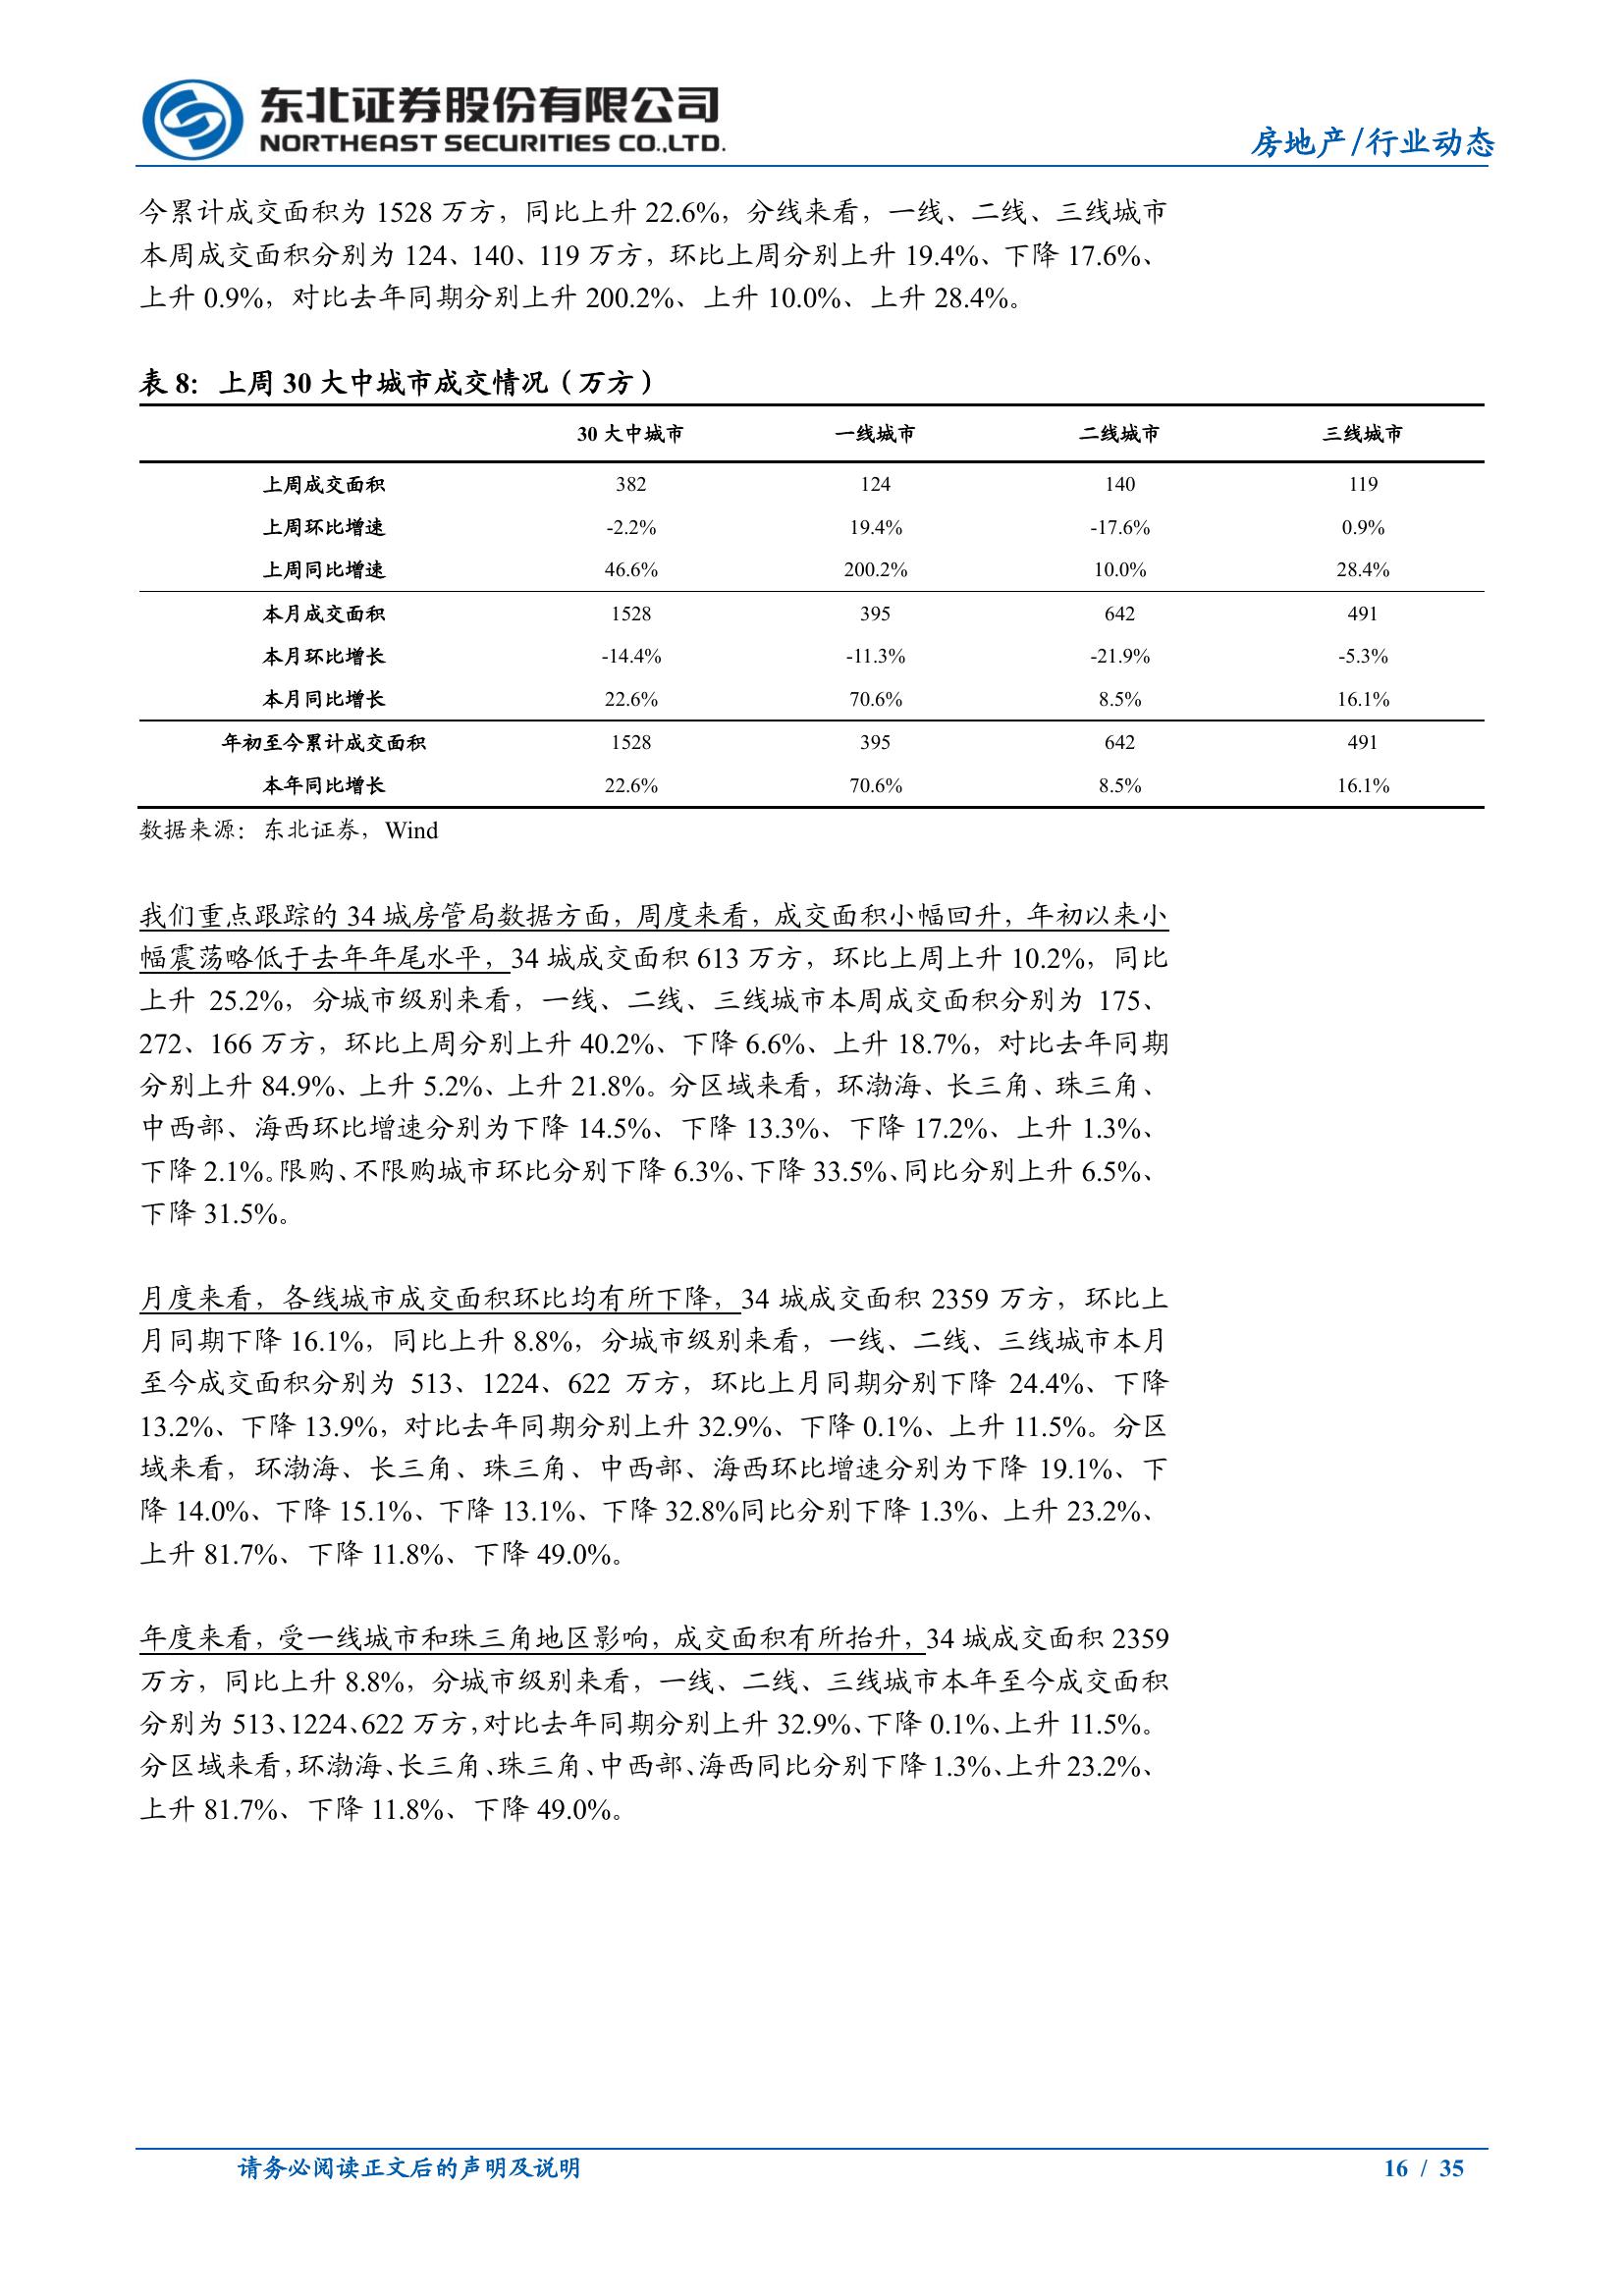 东北证券股份有限公司
NORTHEAST SECURITIES CO.,LTD.
房地产/行业动态
今累计成交面积为 1528 万方，同比上升 22.6%，分线来看，一线、二线、三线城市
本周成交面积分别为 124、140、119 万方，环比上周分别上升 19.4%、下降 17.6%、
上升 0.9%，对比去年同期分别上升 200.2%、上升 10.0%、上升 28.4%。
表 8：上周 30 大中城市成交情况（万方）
30 大中城市 一线城市 二线城市 三线城市
上周成交面积 382 124 140 119
上周环比增速 -2.2% 19.4% -17.6% 0.9%
上周同比增速 46.6% 200.2% 10.0% 28.4%
本月成交面积 1528 395 642 491
本月环比增长 -14.4% -11.3% -21.9% -5.3%
本月同比增长 22.6% 70.6% 8.5% 16.1%
年初至今累计成交面积 1528 395 642 491
本年同比增长 22.6% 70.6% 8.5% 16.1%
数据来源：东北证券，Wind
我们重点跟踪的 34 城房管局数据方面，周度来看，成交面积小幅回升，年初以来小
幅震荡略低于去年年尾水平，34 城成交面积 613 万方，环比上周上升 10.2%，同比
上升 25.2%，分城市级别来看，一线、二线、三线城市本周成交面积分别为 175、
272、166 万方，环比上周分别上升 40.2%、下降 6.6%、上升 18.7%，对比去年同期
分别上升 84.9%、上升 5.2%、上升 21.8%。分区域来看，环渤海、长三角、珠三角、
中西部、海西环比增速分别为下降 14.5%、下降 13.3%、下降 17.2%、上升 1.3%、
下降 2.1%。限购、不限购城市环比分别下降 6.3%、下降 33.5%、同比分别上升 6.5%、
下降 31.5%。
月度来看，各线城市成交面积环比均有所下降，34 城成交面积 2359 万方，环比上
月同期下降 16.1%，同比上升 8.8%，分城市级别来看，一线、二线、三线城市本月
至今成交面积分别为 513、1224、622 万方，环比上月同期分别下降 24.4%、下降
13.2%、下降 13.9%，对比去年同期分别上升 32.9%、下降 0.1%、上升 11.5%。分区
域来看，环渤海、长三角、珠三角、中西部、海西环比增速分别为下降 19.1%、下
降 14.0%、下降 15.1%、下降 13.1%、下降 32.8%同比分别下降 1.3%、上升 23.2%、
上升 81.7%、下降 11.8%、下降 49.0%。
年度来看，受一线城市和珠三角地区影响，成交面积有所抬升，34 城成交面积 2359
万方，同比上升 8.8%，分城市级别来看，一线、二线、三线城市本年至今成交面积
分别为 513、1224、622 万方，对比去年同期分别上升 32.9%、下降 0.1%、上升 11.5%。
分区域来看，环渤海、长三角、珠三角、中西部、海西同比分别下降 1.3%、上升 23.2%、
上升 81.7%、下降 11.8%、下降 49.0%。
请务必阅读正文后的声明及说明
16 / 35